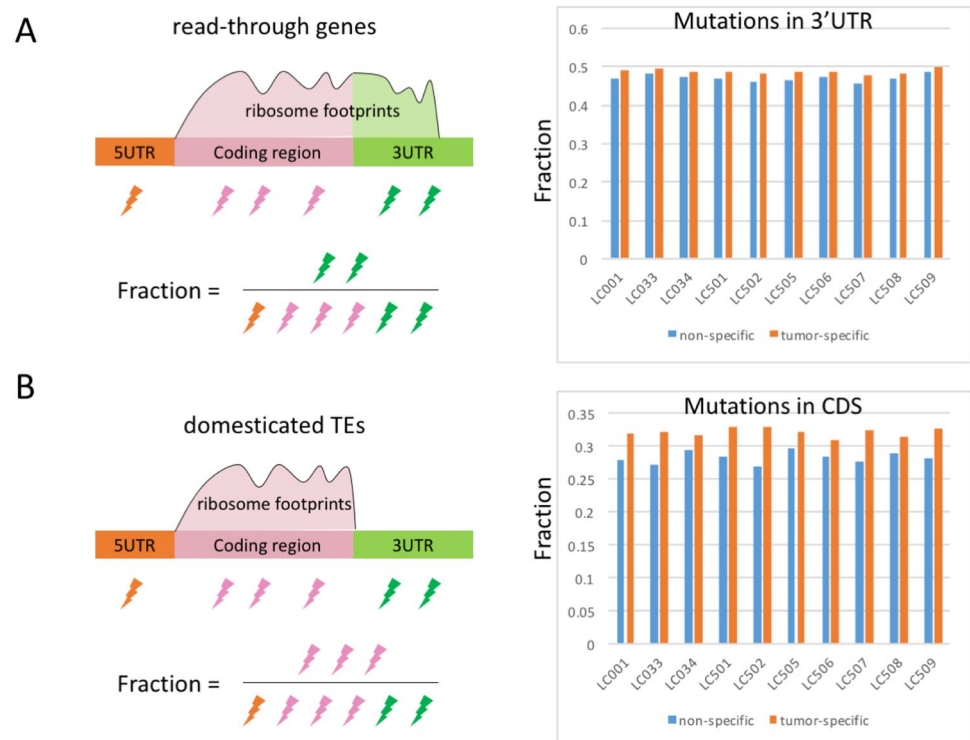 A
read-through genes
ribosome footprints
5UTR Coding region 3UTR
Fraction =
Mutations in 3’UTR
0.6
0.5
0.4
0.3
0.2
0.1
0
Fraction
LC001 LC033 LC034 LC501 LC502 LC505 LC506 LC507 LC508 LC509
non-specific tumor-specific
B
domesticated TEs
ribosome footprints
5UTR Coding region 3UTR
Fraction =
Mutations in CDS
0.35
0.3
0.25
0.2
0.15
0.1
0.05
0
Fraction
LC001 LC033 LC034 LC501 LC502 LC505 LC506 LC507 LC508 LC509
non-specific tumor-specific